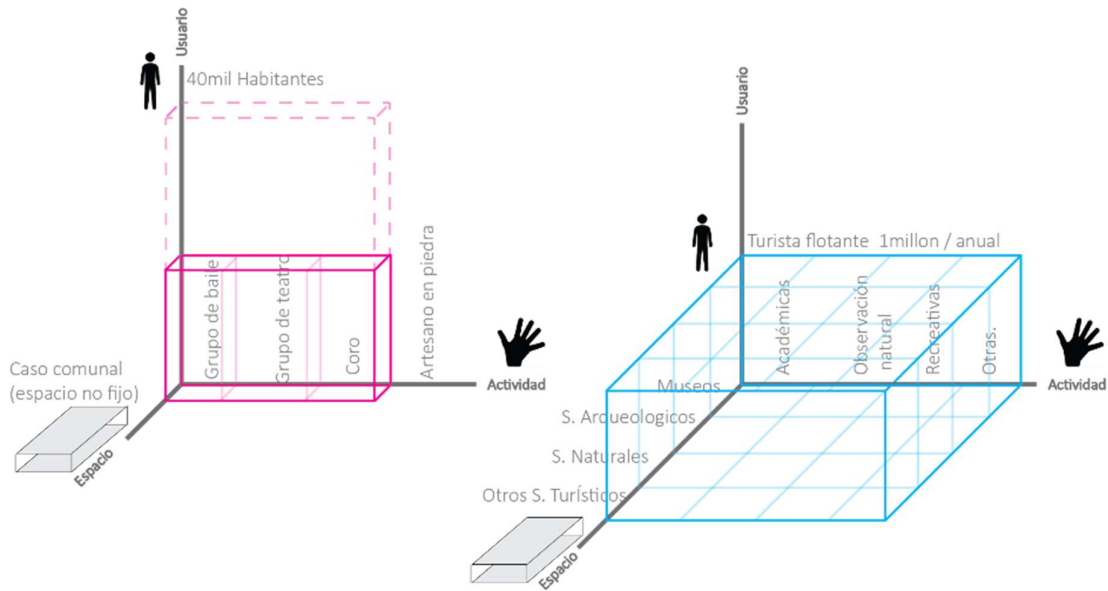 Usuario
40mil Habitantes
Grupo de baile
Grupo de teatro
Coro
Artesano en piedra
Actividad
Caso comunal
(espacio no fijo)
Espacio
Usuario
Turista flotante 1millon / anual
Académicas
Observación
natural
Recreativas
Otras.
Actividad
Museos
S. Arqueologicos
S. Naturales
Otros S. Turísticos
Espacio